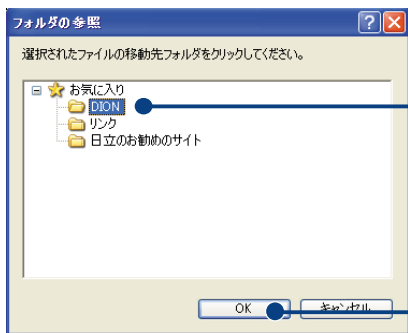 フォルダの参照
選択されたファイルの移動先フォルダをクリックしてください。
お気に入り
DION
リンク
日立のお勧めのサイト
OK キャンセル